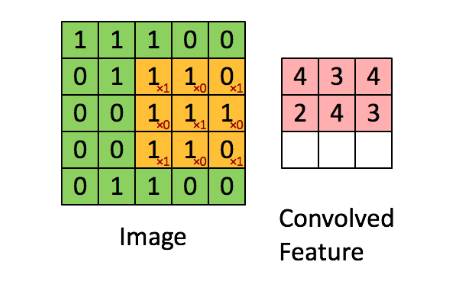 1 1 1 0 0
0 1 1×1 1×0 0×1
0 0 1×0 1×1 1×0
0 0 1×1 1×0 0×1
0 1 1 0 0
Image
4 3 4
2 4 3
Convolved
Feature